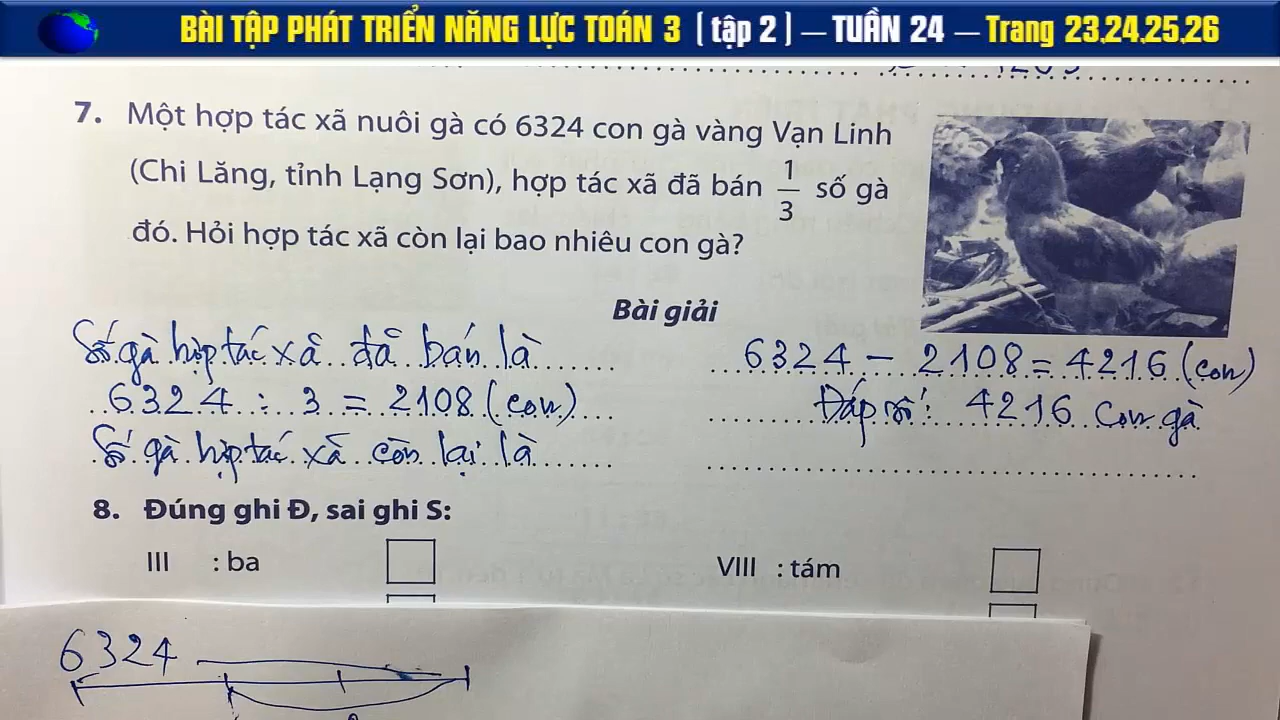 BÀI TẬP PHÁT TRIỂN NĂNG LỰC TOÁN 3 ( tập 2 ) – TUẦN 24 – Trang 23,24,25,26
7. Một hợp tác xã nuôi gà có 6324 con gà vàng Vạn Linh
(Chi Lăng, tỉnh Lạng Sơn), hợp tác xã đã bán 1/3 số gà
đó. Hỏi hợp tác xã còn lại bao nhiêu con gà?
Bài giải
Số gà hợp tác xã đã bán là
6324 : 3 = 2108 (con)
Số gà hợp tác xã còn lại là
6324 – 2108 = 4216 (con)
Đáp số: 4216 con gà
8. Đúng ghi Đ, sai ghi S:
III : ba
VIII : tám
6324